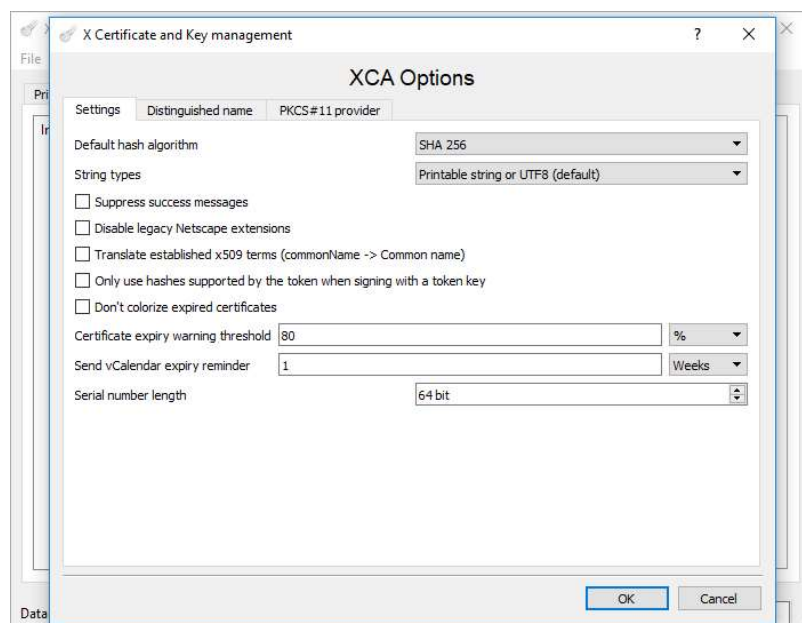 X Certificate and Key management ? 
File
XCA Options
Pri
Settings Distinguished name PKCS#11 provider
Default hash algorithm SHA 256
String types Printable string or UTF8 (default)
Suppress success messages
Disable legacy Netscape extensions
Translate established x509 terms (commonName -> Common name)
Only use hashes supported by the token when signing with a token key
Don't colorize expired certificates
Certificate expiry warning threshold 80 %
Send vCalendar expiry reminder 1 Weeks
Serial number length 64 bit
OK Cancel
Data